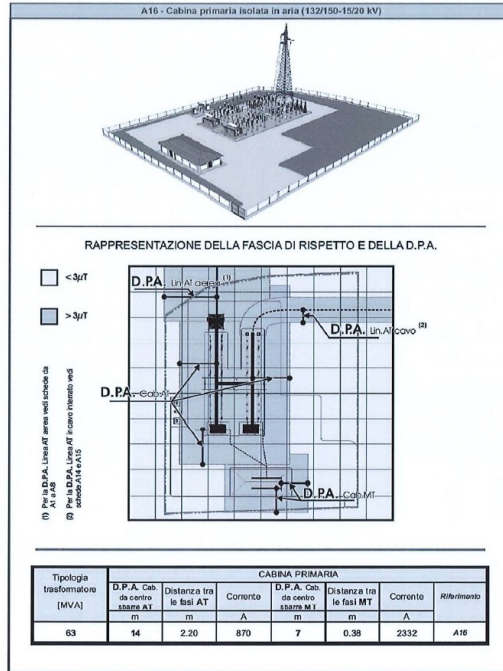 A16 - Cabina primaria isolata in aria (132/150-15/20 kV)
RAPPRESENTAZIONE DELLA FASCIA DI RISPETTO E DELLA D.P.A.
< 3µT
> 3µT
D.P.A. Lin.AT aerea (1)
D.P.A. Lin.AT cavo (2)
D.P.A. Cab.AT
D.P.A. Cab.MT
(1) Per la D.P.A. Linea AT aerea vedi schede da
A1 a A8
(2) Per la D.P.A. Linea AT in cavo interrato vedi
schede A14 e A15
Tipologia
trasformatore
[MVA]
CABINA PRIMARIA
D.P.A. Cab.
da centro
sbarre AT
Distanza tra
le fasi AT
Corrente
D.P.A. Cab.
da centro
sbarre MT
Distanza tra
le fasi MT
Corrente
Riferimento
m m A m m A
63 14 2.20 870 7 0.38 2332 A16